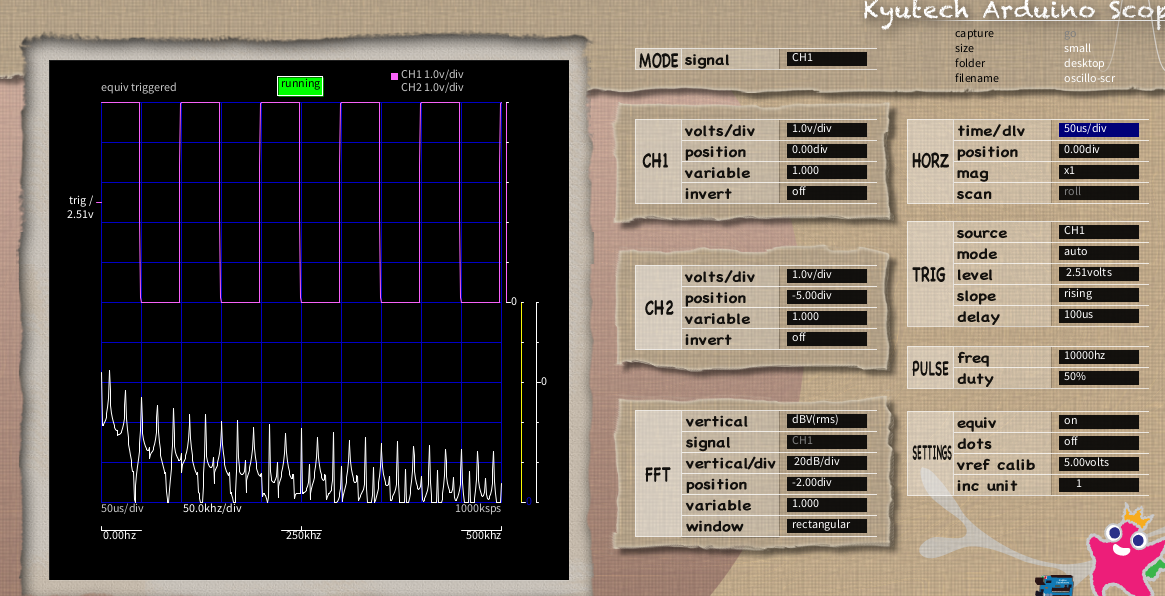 Kyutech Arduino Scop
capture go
size small
folder desktop
filename oscillo-scr
equiv triggered
running
CH1 1.0v/div
CH2 1.0v/div
trig /
2.51v
0
0
50us/div 50.0khz/div 1000ksps
0.00hz 250khz 500khz
MODE signal CH1
CH1
volts/div 1.0v/div
position 0.00div
variable 1.000
invert off
CH2
volts/div 1.0v/div
position -5.00div
variable 1.000
invert off
FFT
vertical dBV(rms)
signal CH1
vertical/div 20dB/div
position -2.00div
variable 1.000
window rectangular
HORZ
time/dlv 50us/div
position 0.00div
mag x1
scan roll
TRIG
source CH1
mode auto
level 2.51volts
slope rising
delay 100us
PULSE
freq 10000hz
duty 50%
SETTINGS
equiv on
dots off
vref calib 5.00volts
inc unit 1